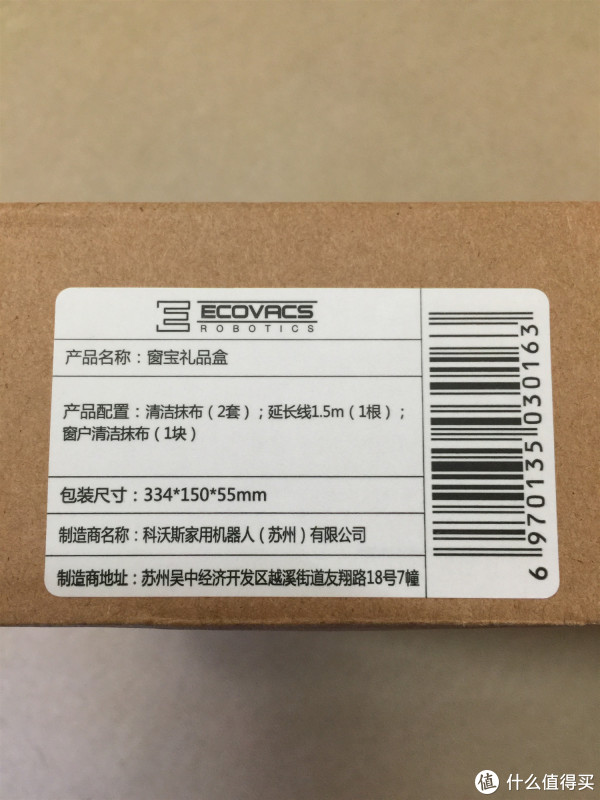 ECOVACS
ROBOTICS
产品名称：窗宝礼品盒
产品配置：清洁抹布（2套）；延长线1.5m（1根）；
窗户清洁抹布（1块）
包装尺寸：334*150*55mm
制造商名称：科沃斯家用机器人（苏州）有限公司
制造商地址：苏州吴中经济开发区越溪街道友翔路18号7幢
6970135030163
值 什么值得买